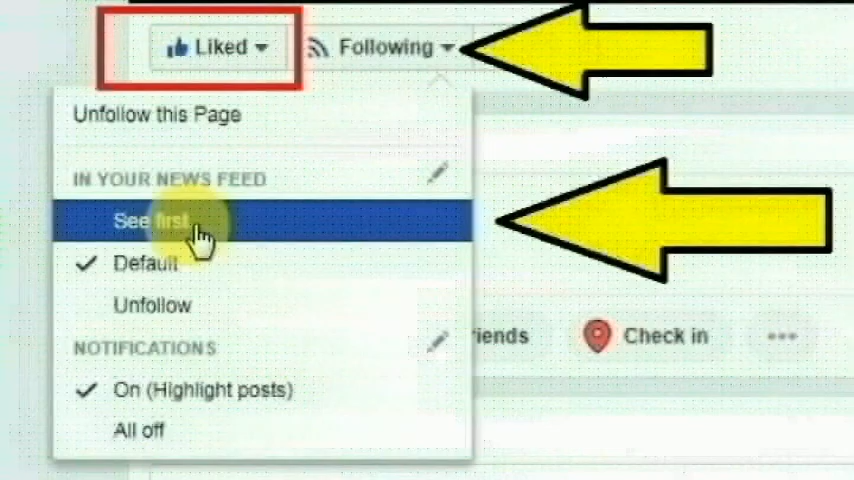 Liked Following
Unfollow this Page
IN YOUR NEWS FEED
See first
Default
Unfollow
NOTIFICATIONS
riends Check in
On (Highlight posts)
All off